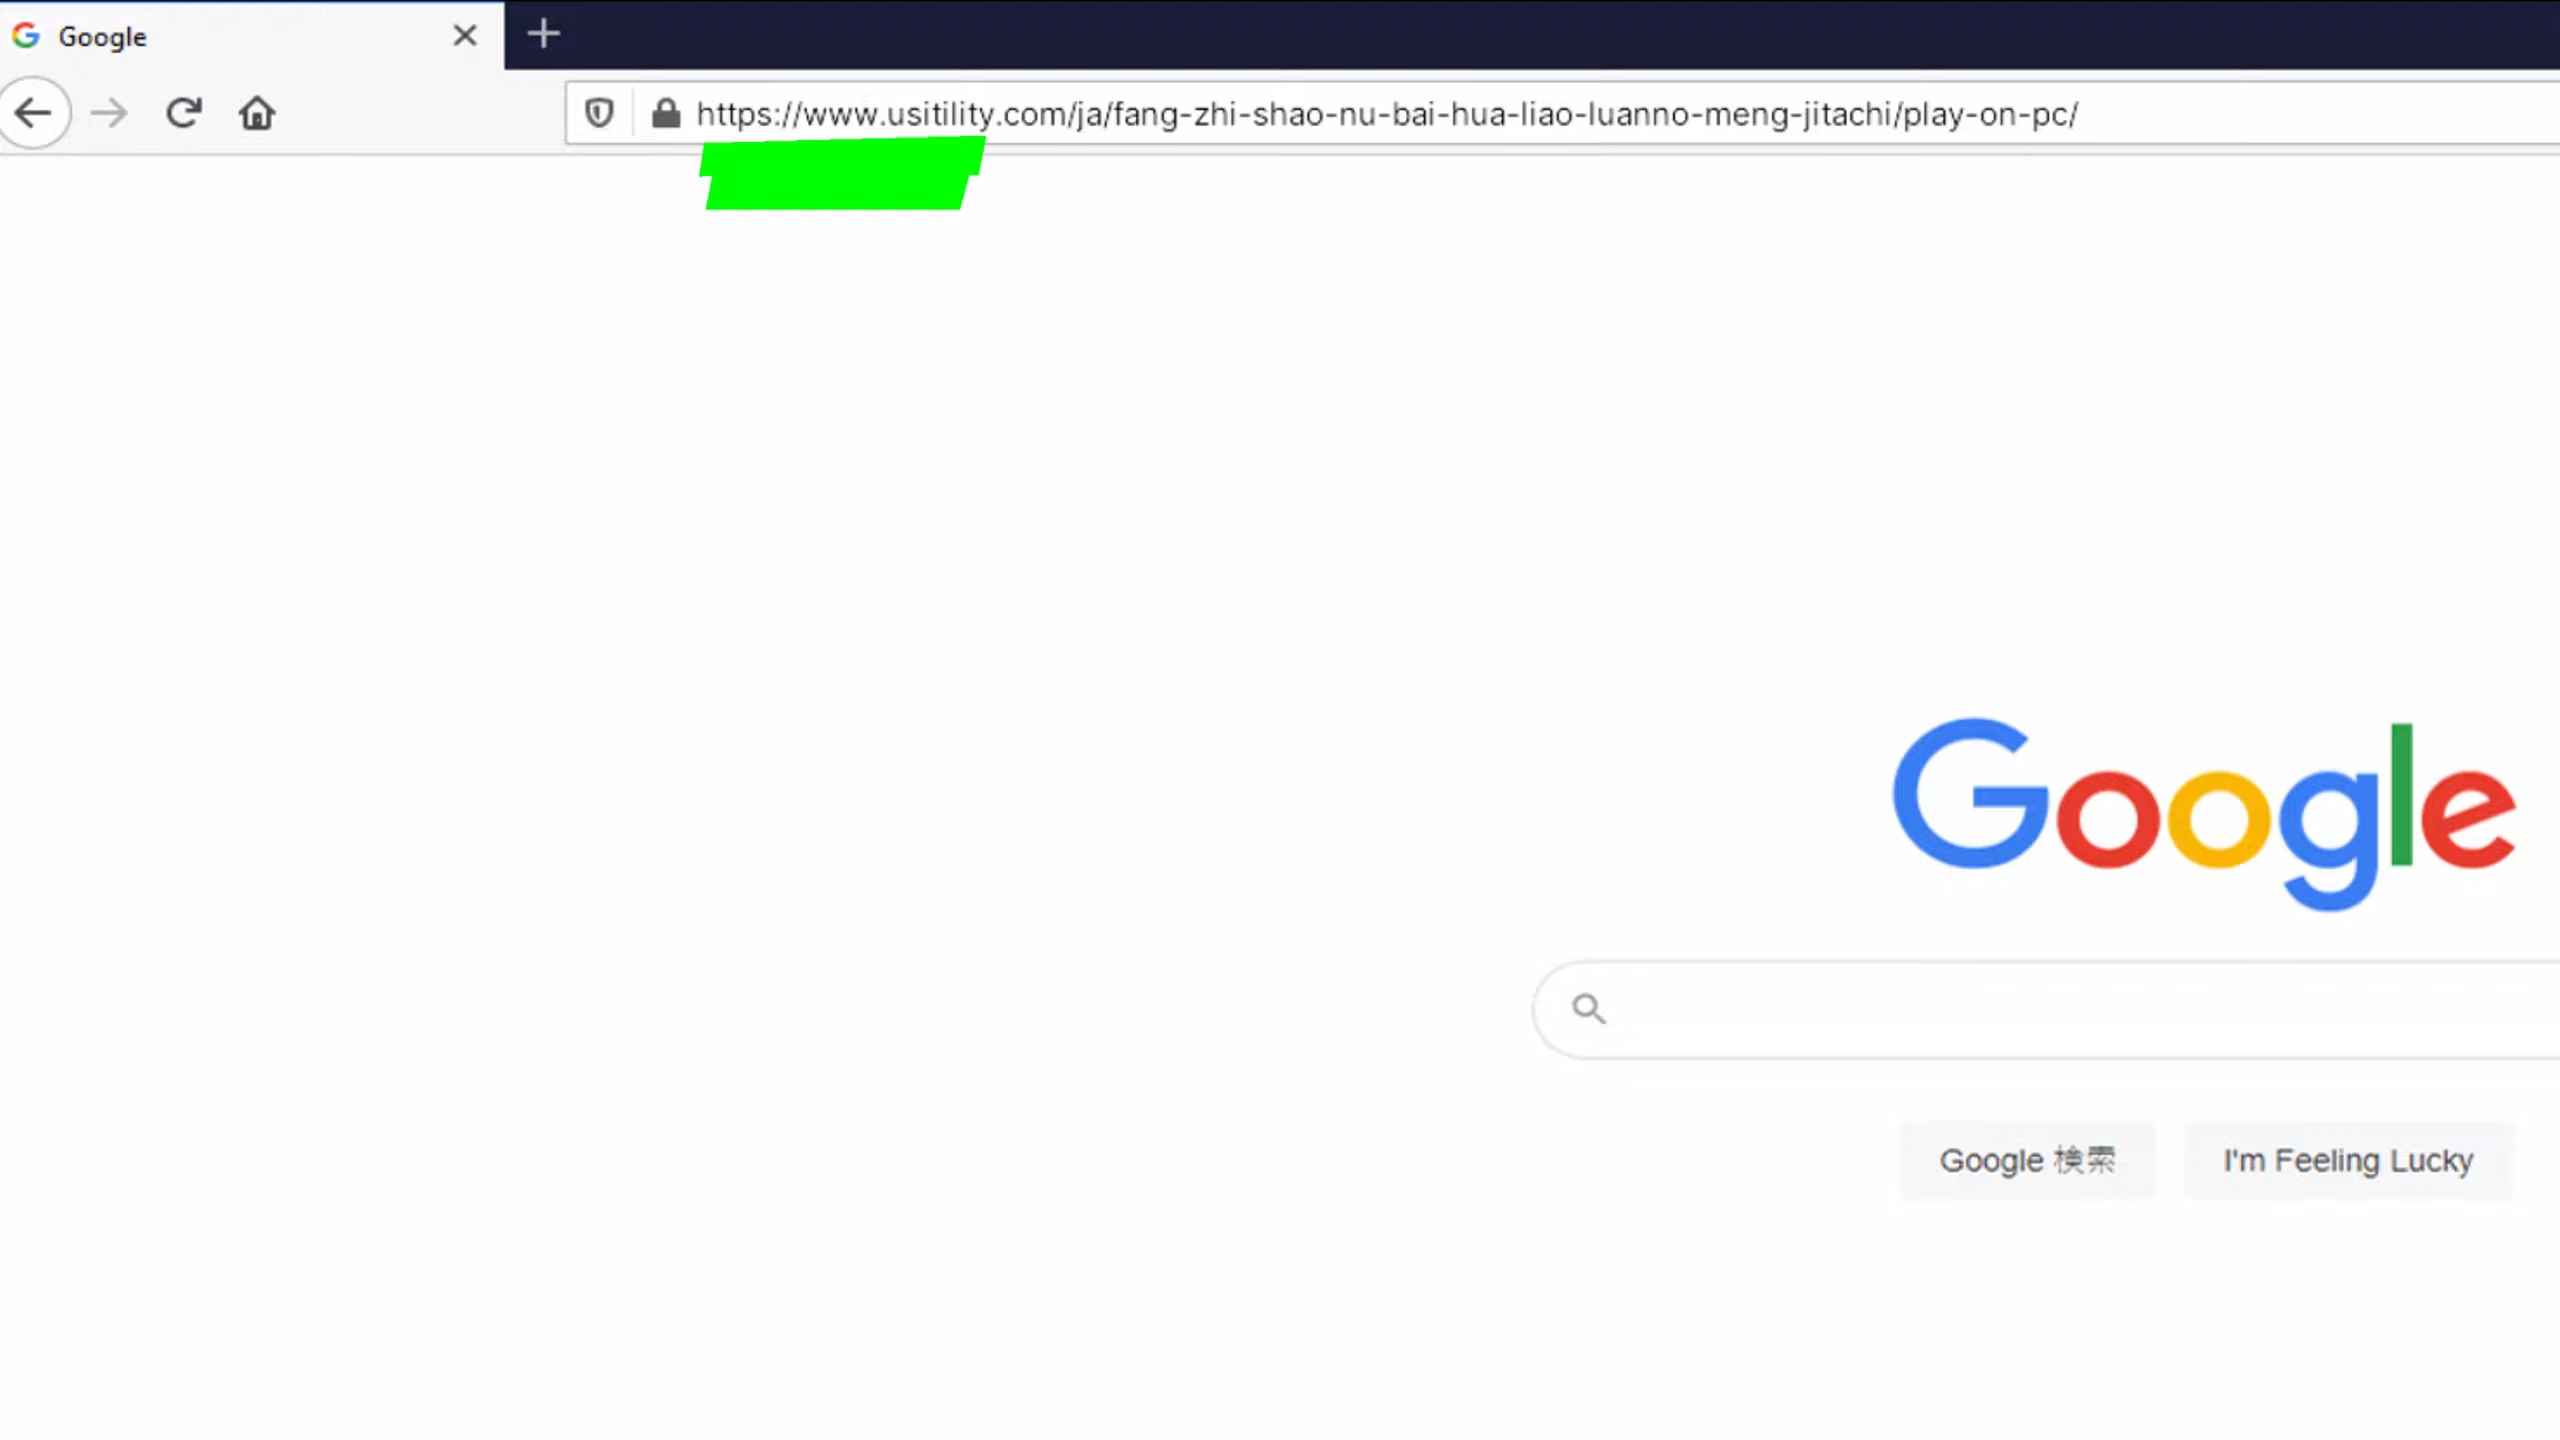 Google
https://www.usitility.com/ja/fang-zhi-shao-nu-bai-hua-liao-luanno-meng-jitachi/play-on-pc/
Google
Google 検索
I'm Feeling Lucky